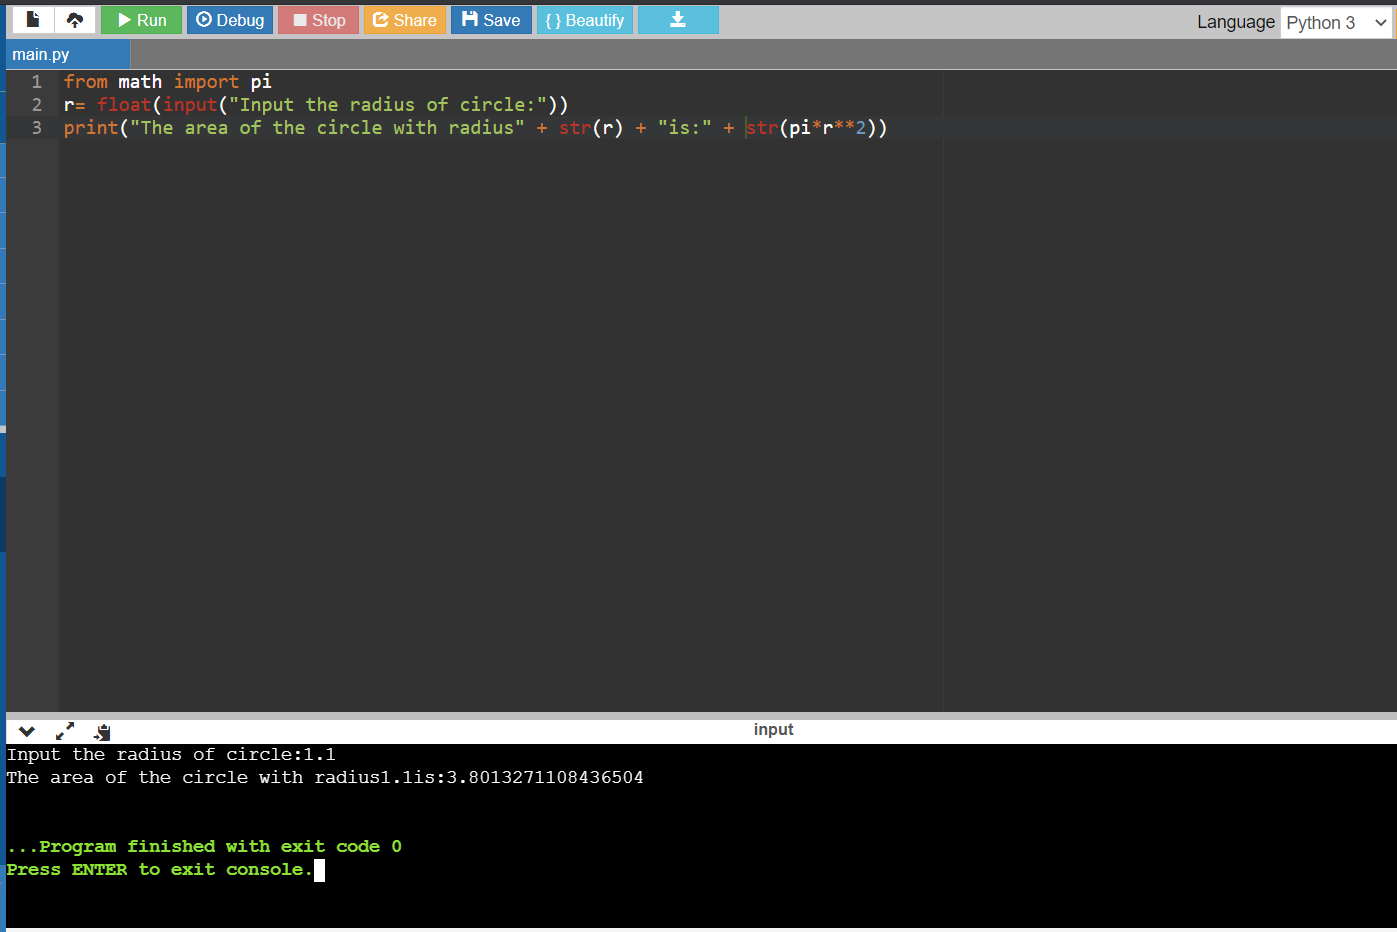 Run Debug Stop Share Save { } Beautify Language Python 3
main.py
1 from math import pi
2 r= float(input("Input the radius of circle:"))
3 print("The area of the circle with radius" + str(r) + "is:" + str(pi*r**2))
input
Input the radius of circle:1.1
The area of the circle with radius1.1is:3.8013271108436504
...Program finished with exit code 0
Press ENTER to exit console.